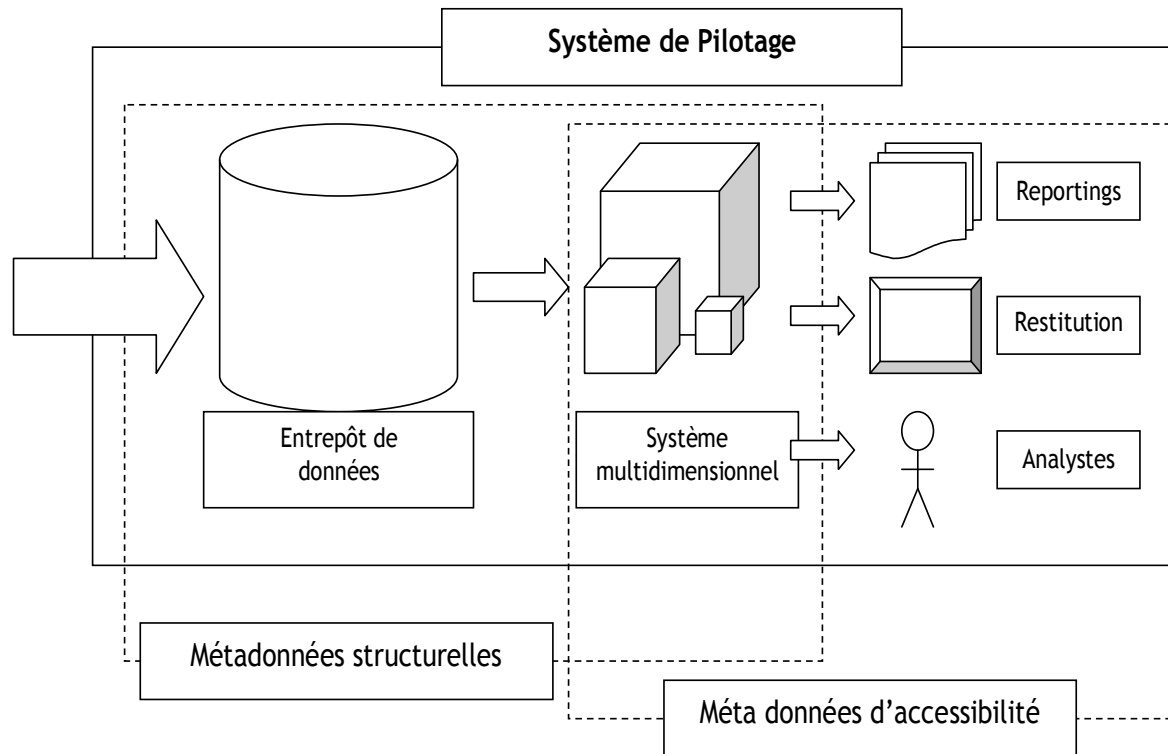 Système de Pilotage
Reportings
Restitution
Entrepôt de
données
Système
multidimensionnel
Analystes
Métadonnées structurelles
Méta données d’accessibilité